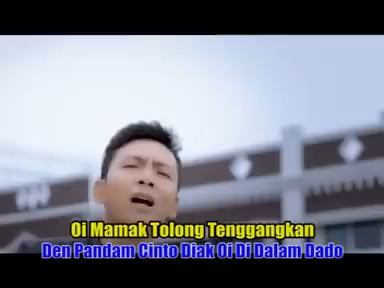 Oi Mamak Tolong Tenggangkan
Den Pandam Cinto Diak Oi Di Dalam Dado